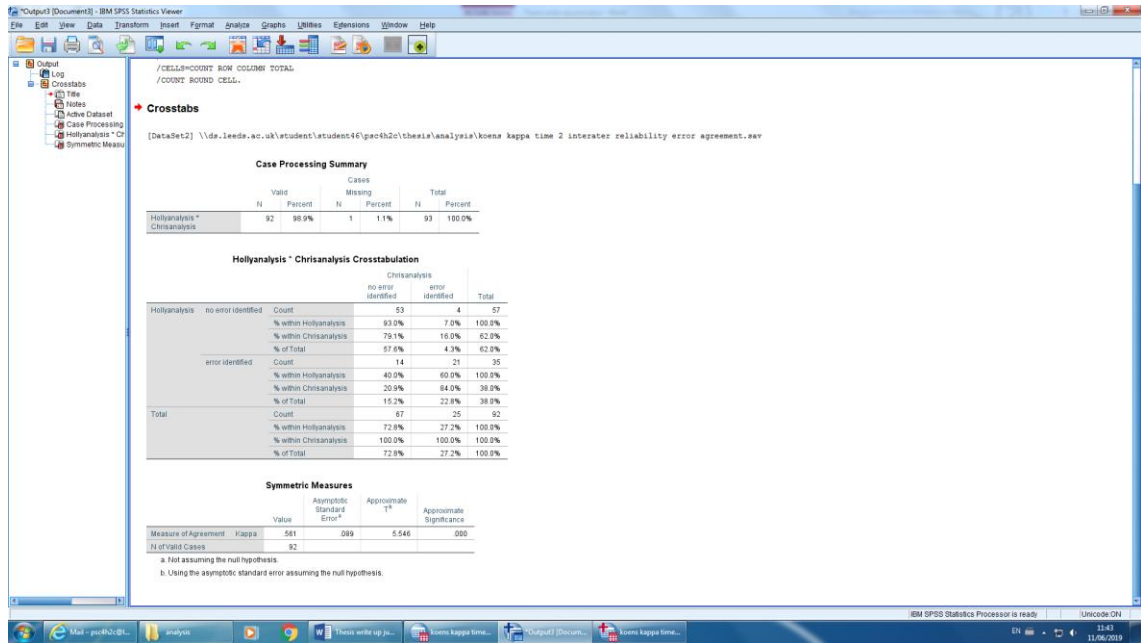 *Output3 [Document3] - IBM SPSS Statistics Viewer
File Edit View Data Transform Insert Format Analyze Graphs Utilities Extensions Window Help
Output
Log
Crosstabs
Title
Notes
Active Dataset
Case Processing
Hollyanalysis * Ch
Symmetric Measu
/CELLS=COUNT ROW COLUMN TOTAL
/COUNT ROUND CELL.
Crosstabs
[DataSet2] \\ds.leeds.ac.uk\student\student46\psc4h2c\thesis\analysis\koens kappa time 2 interater reliability error agreement.sav
Case Processing Summary
Cases
Valid Missing Total
N Percent N Percent N Percent
Hollyanalysis * Chrisanalysis 92 98.9% 1 1.1% 93 100.0%
Hollyanalysis * Chrisanalysis Crosstabulation
Chrisanalysis
no error identified error identified Total
Hollyanalysis no error identified Count 53 4 57
% within Hollyanalysis 93.0% 7.0% 100.0%
% within Chrisanalysis 79.1% 16.0% 62.0%
% of Total 57.6% 4.3% 62.0%
error identified Count 14 21 35
% within Hollyanalysis 40.0% 60.0% 100.0%
% within Chrisanalysis 20.9% 84.0% 38.0%
% of Total 15.2% 22.8% 38.0%
Total Count 67 25 92
% within Hollyanalysis 72.8% 27.2% 100.0%
% within Chrisanalysis 100.0% 100.0% 100.0%
% of Total 72.8% 27.2% 100.0%
Symmetric Measures
Value Asymptotic Standard Error a Approximate T b Approximate Significance
Measure of Agreement Kappa .561 .089 5.546 .000
N of Valid Cases 92
a. Not assuming the null hypothesis.
b. Using the asymptotic standard error assuming the null hypothesis.
IBM SPSS Statistics Processor is ready Unicode:ON
Mail - psc4h2c@l... analysis Thesis write up ju... koens kappa time... *Output3 [Docum... koens kappa time... EN 11:43
11/06/2019